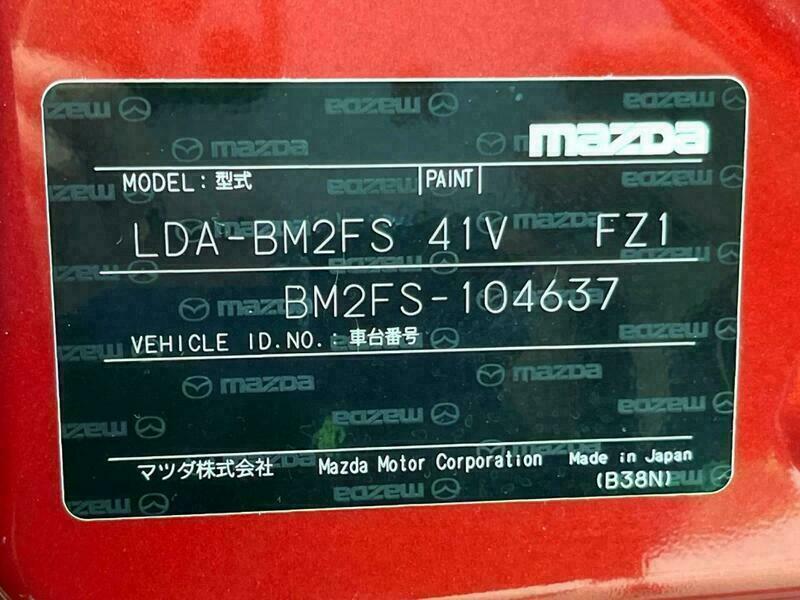 mazda
MODEL: 型式 PAINT
LDA-BM2FS 41V FZ1
BM2FS-104637
VEHICLE ID.NO.: 車台番号
マツダ株式会社 Mazda Motor Corporation Made in Japan
(B38N)